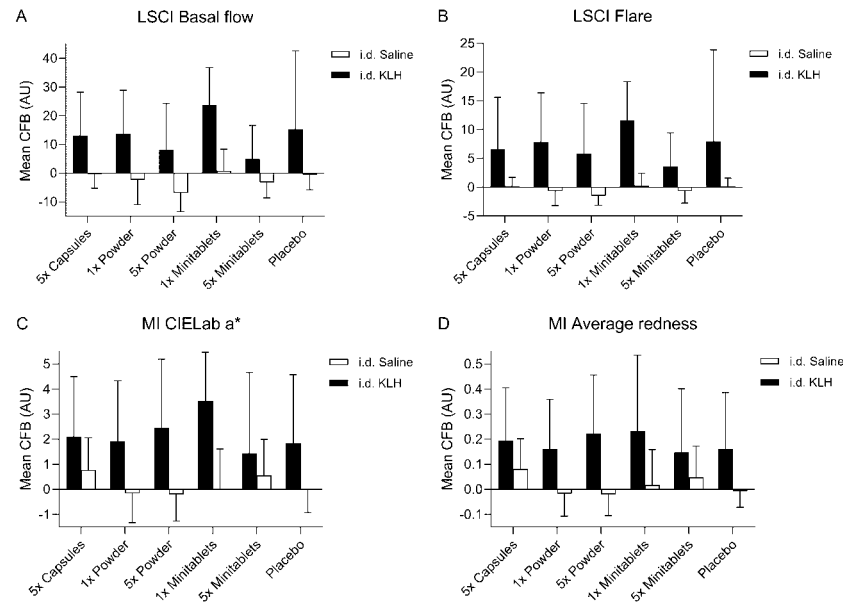 A
LSCI Basal flow
i.d. Saline
i.d. KLH
Mean CFB (AU)
40
30
20
10
0
-10
5x Capsules
1x Powder
5x Powder
1x Minitablets
5x Minitablets
Placebo
B
LSCI Flare
i.d. Saline
i.d. KLH
Mean CFB (AU)
25
20
15
10
5
0
-5
5x Capsules
1x Powder
5x Powder
1x Minitablets
5x Minitablets
Placebo
C
MI CIELab a*
i.d. Saline
i.d. KLH
Mean CFB (AU)
5
4
3
2
1
0
-1
5x Capsules
1x Powder
5x Powder
1x Minitablets
5x Minitablets
Placebo
D
MI Average redness
i.d. Saline
i.d. KLH
Mean CFB (AU)
0.5
0.4
0.3
0.2
0.1
0.0
-0.1
5x Capsules
1x Powder
5x Powder
1x Minitablets
5x Minitablets
Placebo